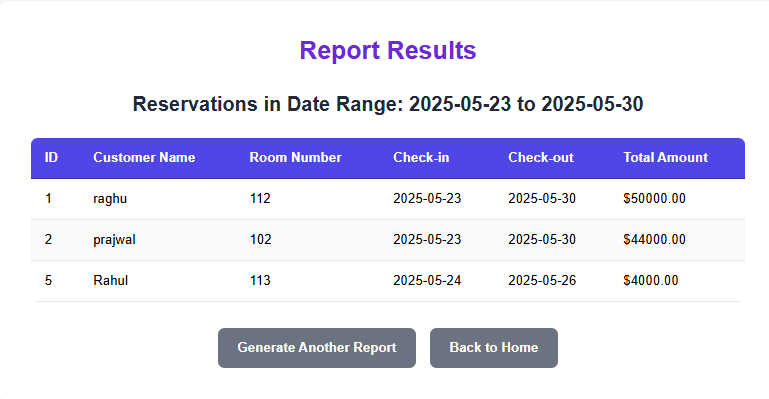 Report Results
Reservations in Date Range: 2025-05-23 to 2025-05-30
ID Customer Name Room Number Check-in Check-out Total Amount
1 raghu 112 2025-05-23 2025-05-30 $50000.00
2 prajwal 102 2025-05-23 2025-05-30 $44000.00
5 Rahul 113 2025-05-24 2025-05-26 $4000.00
Generate Another Report Back to Home